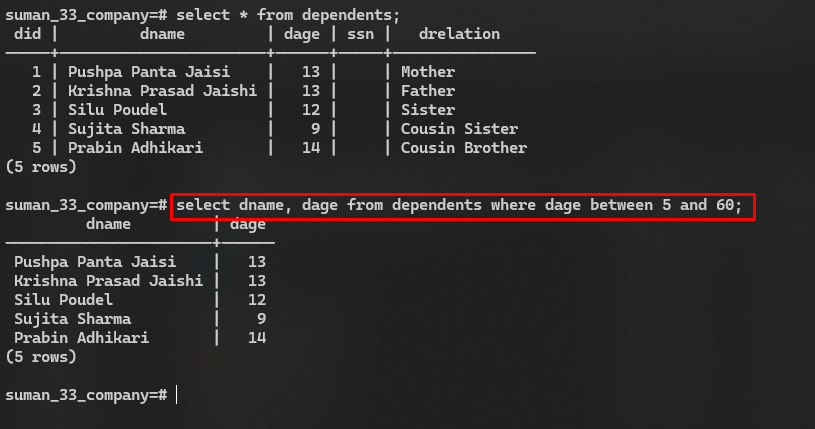 suman_33_company=# select * from dependents;
did | dname | dage | ssn | drelation
-----+-----------------------+------+-----+----------------
1 | Pushpa Panta Jaisi | 13 | | Mother
2 | Krishna Prasad Jaishi | 13 | | Father
3 | Silu Poudel | 12 | | Sister
4 | Sujita Sharma | 9 | | Cousin Sister
5 | Prabin Adhikari | 14 | | Cousin Brother
(5 rows)
suman_33_company=# select dname, dage from dependents where dage between 5 and 60;
dname | dage
-----------------------+------
Pushpa Panta Jaisi | 13
Krishna Prasad Jaishi | 13
Silu Poudel | 12
Sujita Sharma | 9
Prabin Adhikari | 14
(5 rows)
suman_33_company=#